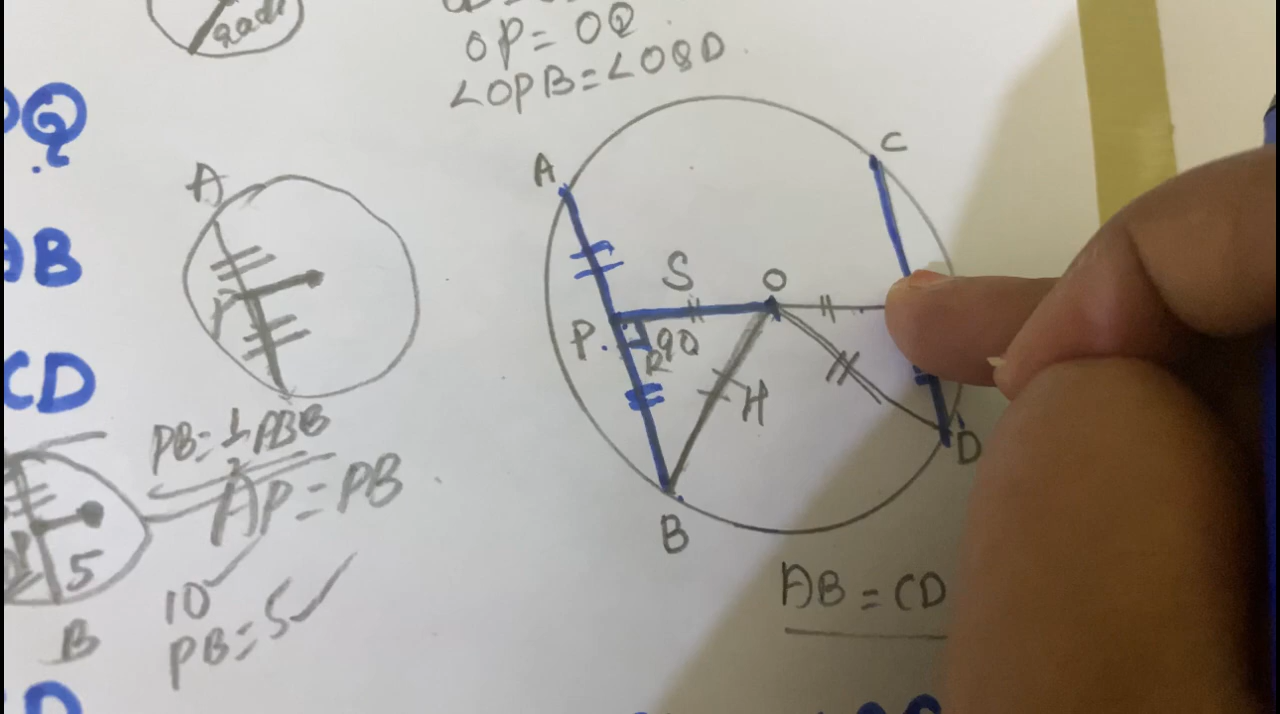 radi
OP = OQ
∠OPB = ∠OQD
OQ
AB
CD
A
P
PB = 1/2 AB B
AP = PB
10
PB = 5
5
B
A
C
S
O
P.
R 90
H
D
B
AB = CD